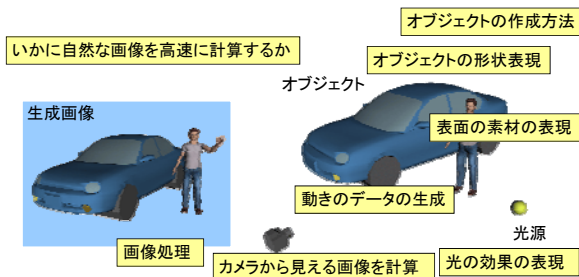 オブジェクトの作成方法
いかに自然な画像を高速に計算するか
オブジェクトの形状表現
オブジェクト
生成画像
表面の素材の表現
動きのデータの生成
光源
画像処理
カメラから見える画像を計算
光の効果の表現